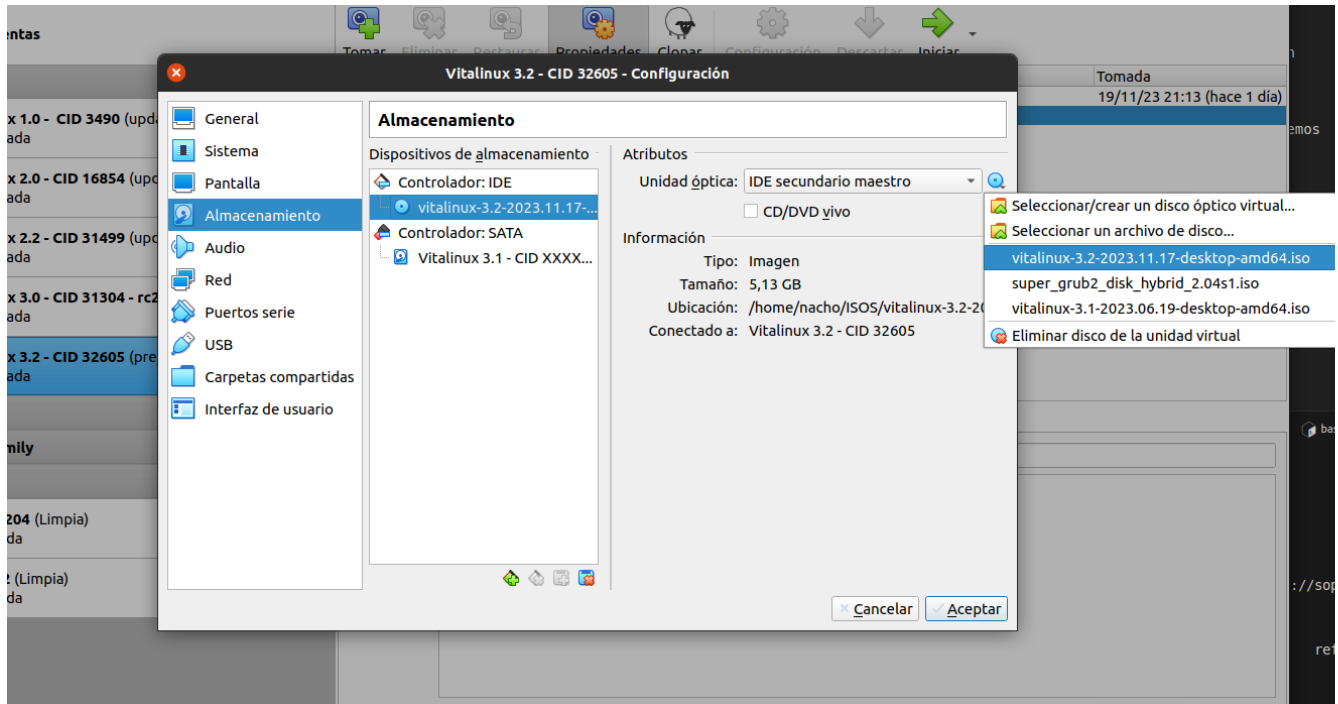 entas
Tomar Eliminar Restaurar Propiedades Clonar Configuración Descartar Iniciar
Tomada
19/11/23 21:13 (hace 1 día)
x 1.0 - CID 3490 (upda
ada
x 2.0 - CID 16854 (upd
ada
x 2.2 - CID 31499 (upd
ada
x 3.0 - CID 31304 - rc2
ada
x 3.2 - CID 32605 (pre
ada
mily
204 (Limpia)
da
2 (Limpia)
da
Vitalinux 3.2 - CID 32605 - Configuración
General
Sistema
Pantalla
Almacenamiento
Audio
Red
Puertos serie
USB
Carpetas compartidas
Interfaz de usuario
Almacenamiento
Dispositivos de almacenamiento
Controlador: IDE
vitalinux-3.2-2023.11.17-...
Controlador: SATA
Vitalinux 3.1 - CID XXXX...
Atributos
Unidad óptica: IDE secundario maestro
CD/DVD vivo
Información
Tipo: Imagen
Tamaño: 5,13 GB
Ubicación: /home/nacho/ISOS/vitalinux-3.2-20
Conectado a: Vitalinux 3.2 - CID 32605
Cancelar Aceptar
Seleccionar/crear un disco óptico virtual...
Seleccionar un archivo de disco...
vitalinux-3.2-2023.11.17-desktop-amd64.iso
super_grub2_disk_hybrid_2.04s1.iso
vitalinux-3.1-2023.06.19-desktop-amd64.iso
Eliminar disco de la unidad virtual
n
emos
bas
://sop
ref